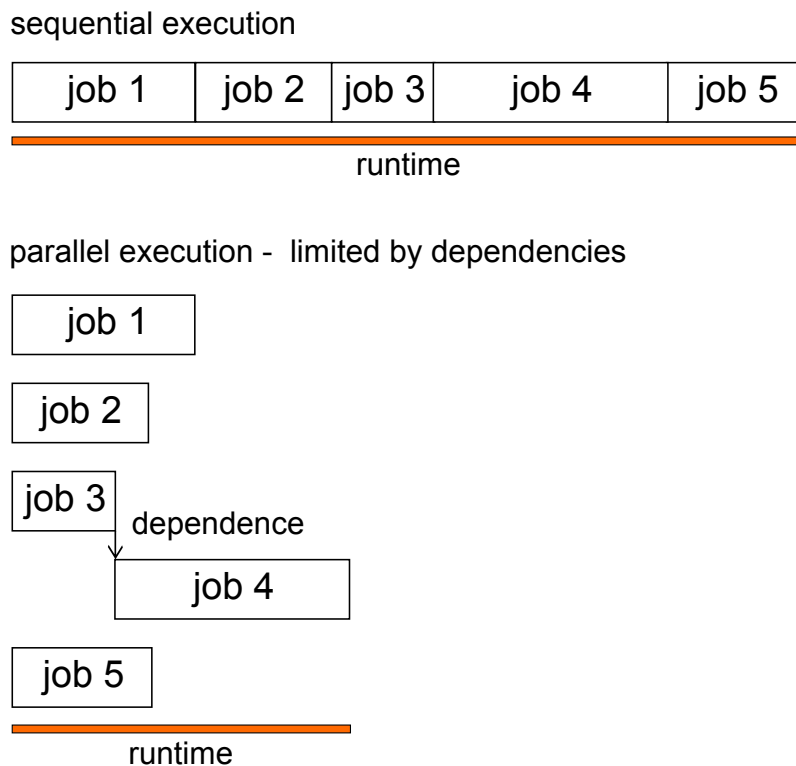 sequential execution
job 1 job 2 job 3 job 4 job 5
runtime
parallel execution - limited by dependencies
job 1
job 2
job 3
dependence
job 4
job 5
runtime